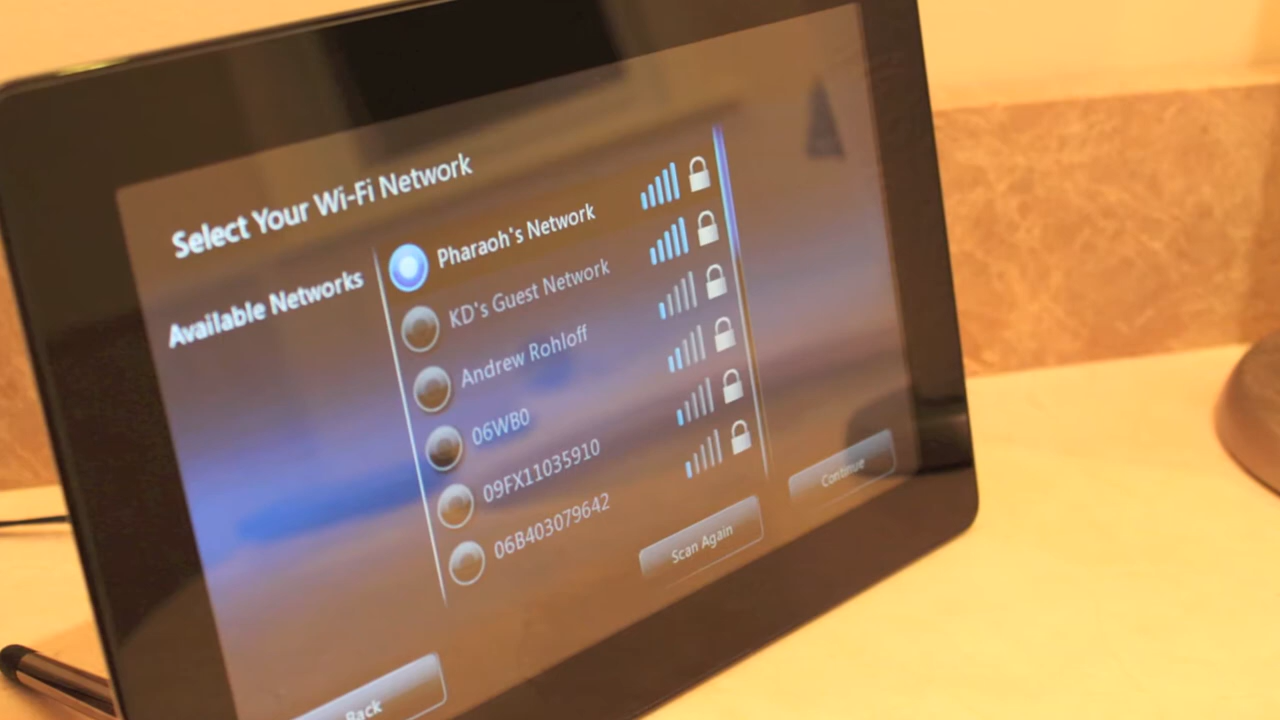 Select Your Wi-Fi Network
Available Networks
Pharaoh's Network
KD's Guest Network
Andrew Rohloff
06WB0
09FX11035910
06B403079642
Scan Again
Continue
Back